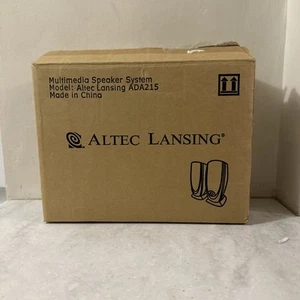 Multimedia Speaker System
Model: Altec Lansing ADA215
Made in China
ALTEC LANSING®